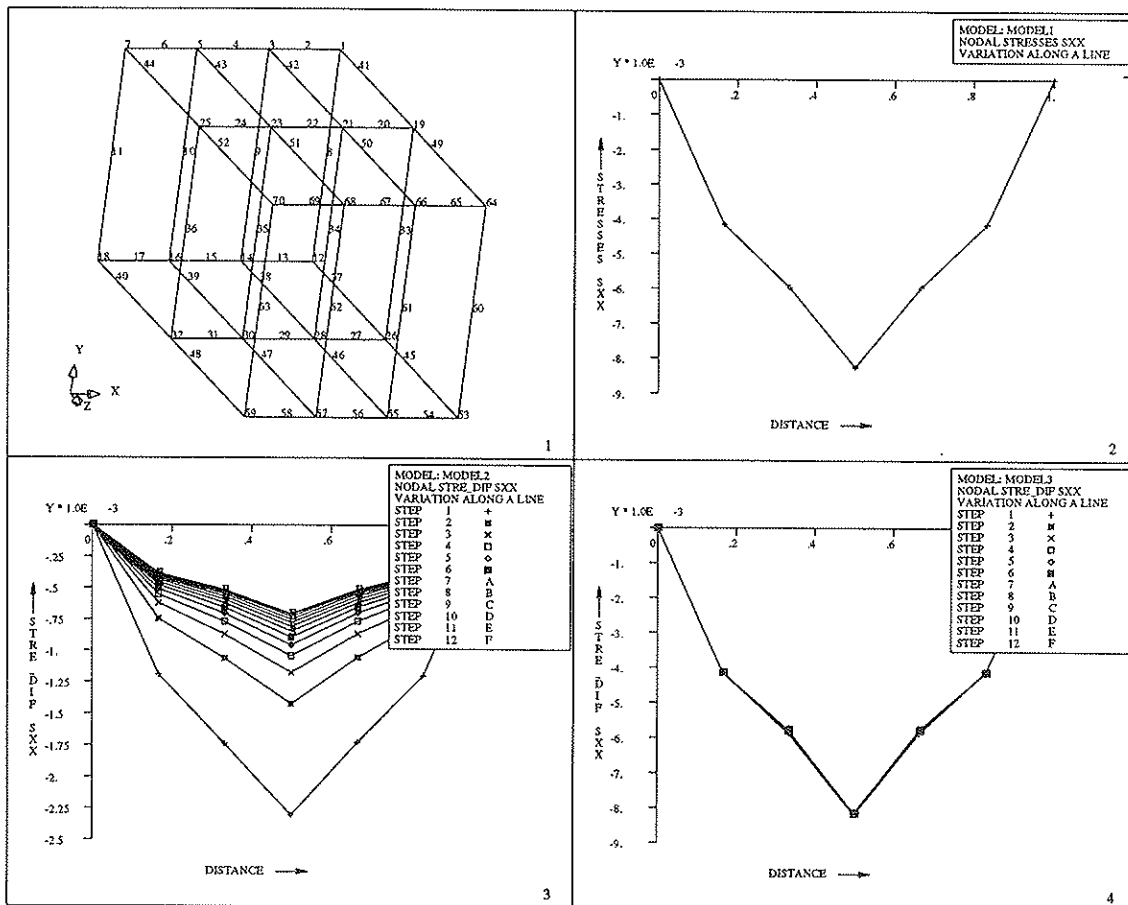 7 6 5 4 3 2 1
44 43 42 41
25 24 23 22 21 20 19
52 51 50 49
11 10 9 8
70 69 68 67 66 65 64
36 35 34 33
18 17 16 15 14 13 12
40 39 38 37
63 62 61 60
32 31 30 29 28 27 26
48 47 46 45
59 58 57 56 55 54 53
Y
X
Z
1
MODEL: MODEL1
NODAL STRESSES SXX
VARIATION ALONG A LINE
Y * 1.0E -3
0 .2 .4 .6 .8 1.
-1.
-2.
-3.
-4.
-5.
-6.
-7.
-8.
-9.
STRESSES SXX
DISTANCE
2
MODEL: MODEL2
NODAL STRE_DIF SXX
VARIATION ALONG A LINE
STEP 1 +
STEP 2
STEP 3 ×
STEP 4
STEP 5
STEP 6
STEP 7 A
STEP 8 B
STEP 9 C
STEP 10 D
STEP 11 E
STEP 12 F
Y * 1.0E -3
0 .2 .4 .6
-.25
-.5
-.75
-1.
-1.25
-1.5
-1.75
-2.
-2.25
-2.5
STRE_DIF SXX
DISTANCE
3
MODEL: MODEL3
NODAL STRE_DIF SXX
VARIATION ALONG A LINE
STEP 1 +
STEP 2
STEP 3 ×
STEP 4
STEP 5
STEP 6
STEP 7 A
STEP 8 B
STEP 9 C
STEP 10 D
STEP 11 E
STEP 12 F
Y * 1.0E -3
0 .2 .4 .6
-1.
-2.
-3.
-4.
-5.
-6.
-7.
-8.
-9.
STRE_DIF SXX
DISTANCE
4